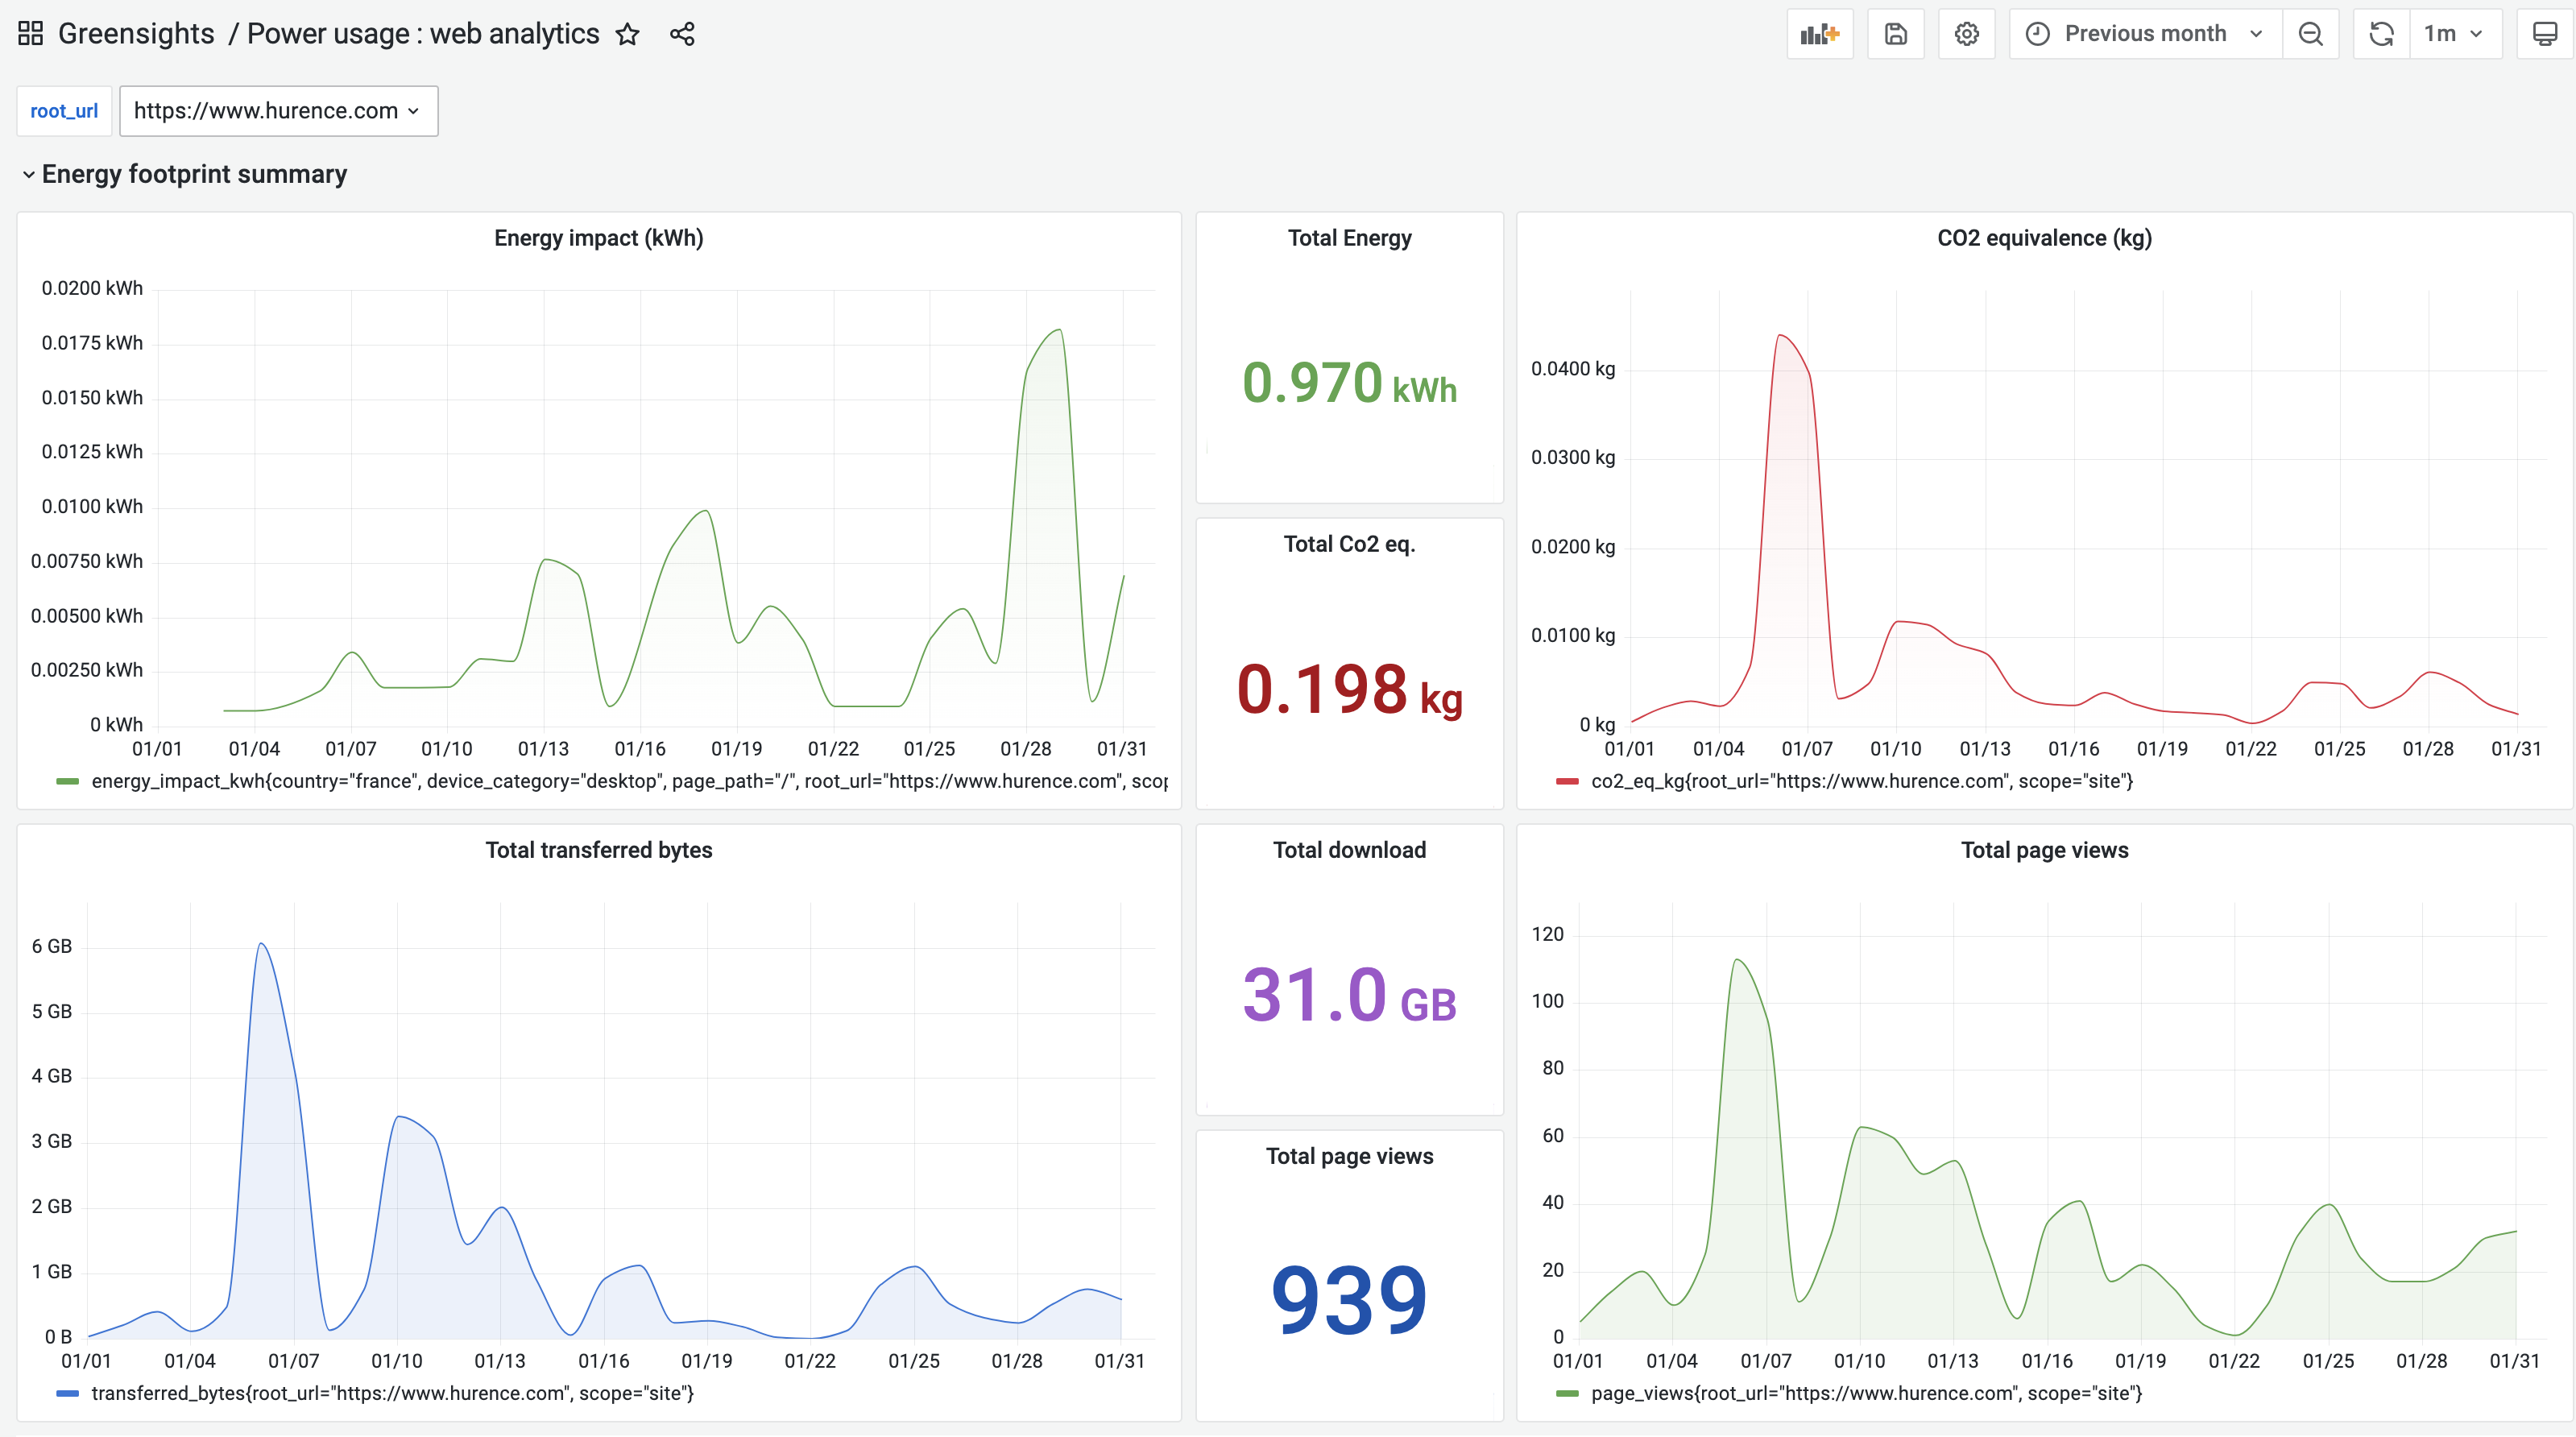 Greensights / Power usage : web analytics
Previous month
1m
root_url
https://www.hurence.com
Energy footprint summary
Energy impact (kWh)
0.0200 kWh
0.0175 kWh
0.0150 kWh
0.0125 kWh
0.0100 kWh
0.00750 kWh
0.00500 kWh
0.00250 kWh
0 kWh
01/01 01/04 01/07 01/10 01/13 01/16 01/19 01/22 01/25 01/28 01/31
energy_impact_kwh{country="france", device_category="desktop", page_path="/", root_url="https://www.hurence.com", scop
Total Energy
0.970 kWh
Total Co2 eq.
0.198 kg
CO2 equivalence (kg)
0.0400 kg
0.0300 kg
0.0200 kg
0.0100 kg
0 kg
01/01 01/04 01/07 01/10 01/13 01/16 01/19 01/22 01/25 01/28 01/31
co2_eq_kg{root_url="https://www.hurence.com", scope="site"}
Total transferred bytes
6 GB
5 GB
4 GB
3 GB
2 GB
1 GB
0 B
01/01 01/04 01/07 01/10 01/13 01/16 01/19 01/22 01/25 01/28 01/31
transferred_bytes{root_url="https://www.hurence.com", scope="site"}
Total download
31.0 GB
Total page views
939
Total page views
120
100
80
60
40
20
0
01/01 01/04 01/07 01/10 01/13 01/16 01/19 01/22 01/25 01/28 01/31
page_views{root_url="https://www.hurence.com", scope="site"}